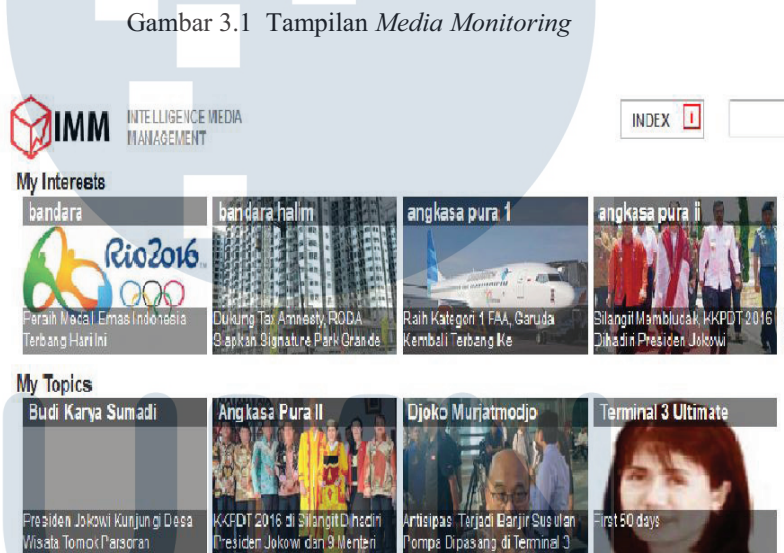 Gambar 3.1 Tampilan Media Monitoring
IMM
INTELLIGENCE MEDIA
MANAGEMENT
INDEX
My Interests
bandara
Rio2016
Peraih Medali Emas Indonesia
Terbang Hari Ini
bandara halim
Dukung Tax Amnesty, RODA
Siapkan Signature Park Grande
angkasa pura 1
Raih Kategori 1 FAA, Garuda
Kembali Terbang Ke
angkasa pura ii
Silangit Membludak, KKPDT 2016
Dihadiri Presiden Jokowi
My Topics
Budi Karya Sumadi
Presiden Jokowi Kunjungi Desa
Wisata Tomok Parsoran
Angkasa Pura II
KKPDT 2016 di Silangit Dihadiri
Presiden Jokowi dan 9 Menteri
Djoko Murjatmodjo
Antisipasi Terjadi Banjir Susulan
Pompa Dipasang di Terminal 3
Terminal 3 Ultimate
First 50 days